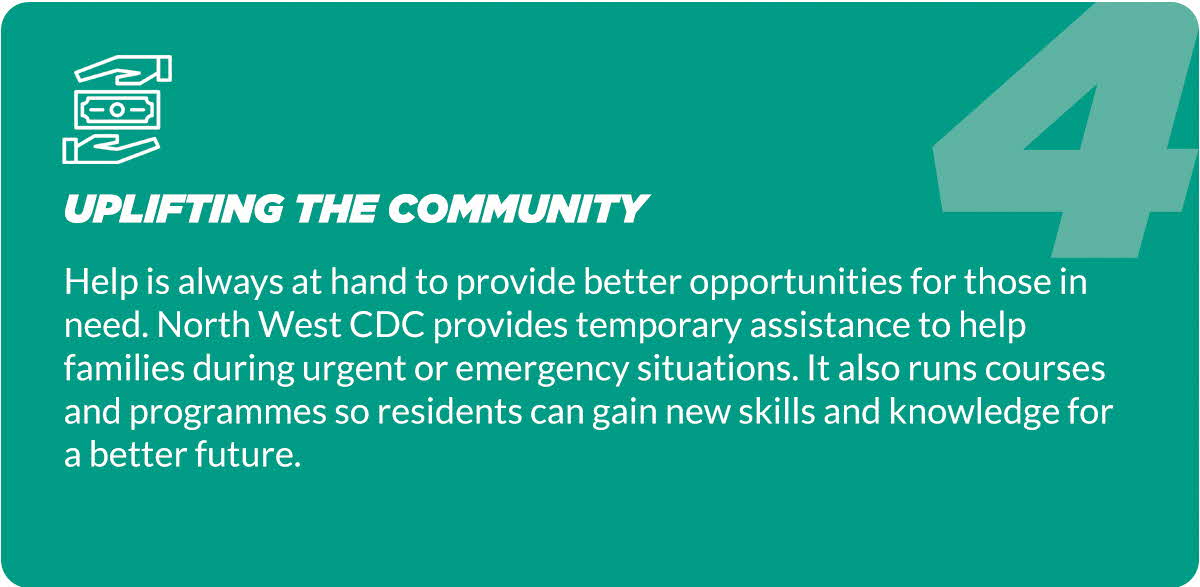 4
UPLIFTING THE COMMUNITY
Help is always at hand to provide better opportunities for those in
need. North West CDC provides temporary assistance to help
families during urgent or emergency situations. It also runs courses
and programmes so residents can gain new skills and knowledge for
a better future.